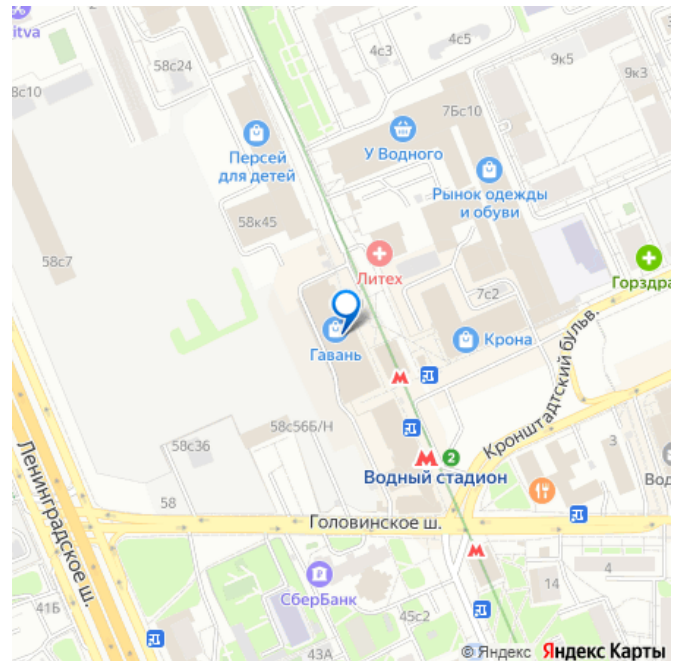 itva
4с3
4с5
9к5
9к3
58с24
58с10
7Бс10
Персей
для детей
У Водного
Рынок одежды
и обуви
58к45
58с7
Литех
Горздра
7с2
Гавань
Крона
Кронштадтский бульв.
58с56Б/Н
58с36
2
Водный стадион
3
Вод
58
Головинское ш.
Ленинградское ш.
СберБанк
4
14
41Б
45с2
43А
© Яндекс Яндекс Карты